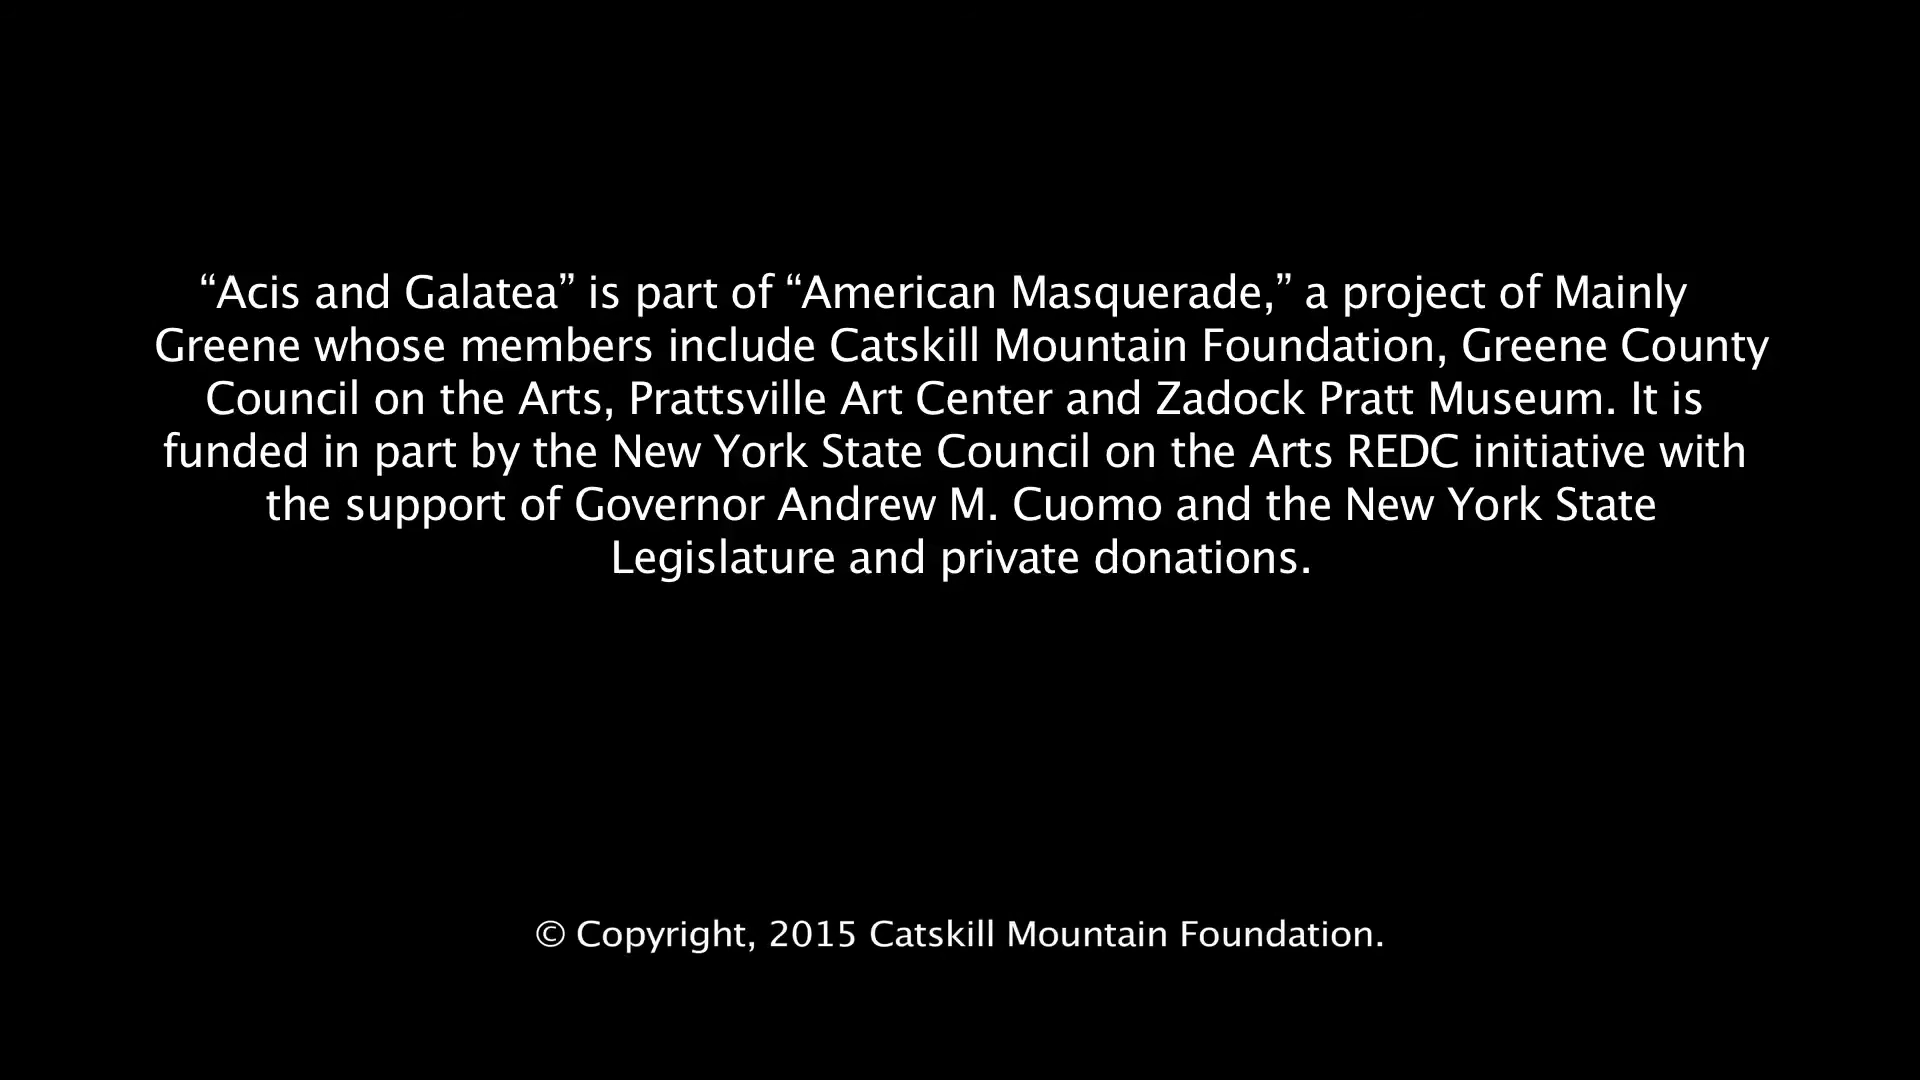 “Acis and Galatea” is part of “American Masquerade,” a project of Mainly
Greene whose members include Catskill Mountain Foundation, Greene County
Council on the Arts, Prattsville Art Center and Zadock Pratt Museum. It is
funded in part by the New York State Council on the Arts REDC initiative with
the support of Governor Andrew M. Cuomo and the New York State
Legislature and private donations.
© Copyright, 2015 Catskill Mountain Foundation.